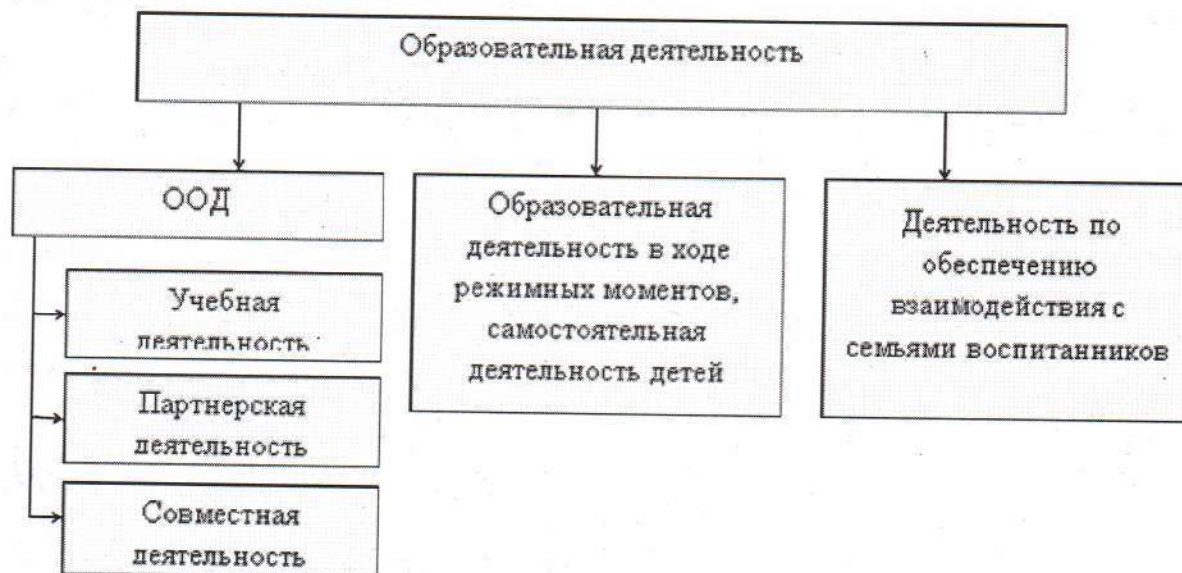 Образовательная деятельность
ООД
Учебная
деятельность
Партнерская
деятельность
Совместная
деятельность
Образовательная
деятельность в ходе
режимных моментов,
самостоятельная
деятельность детей
Деятельность по
обеспечению
взаимодействия с
семьями воспитанников